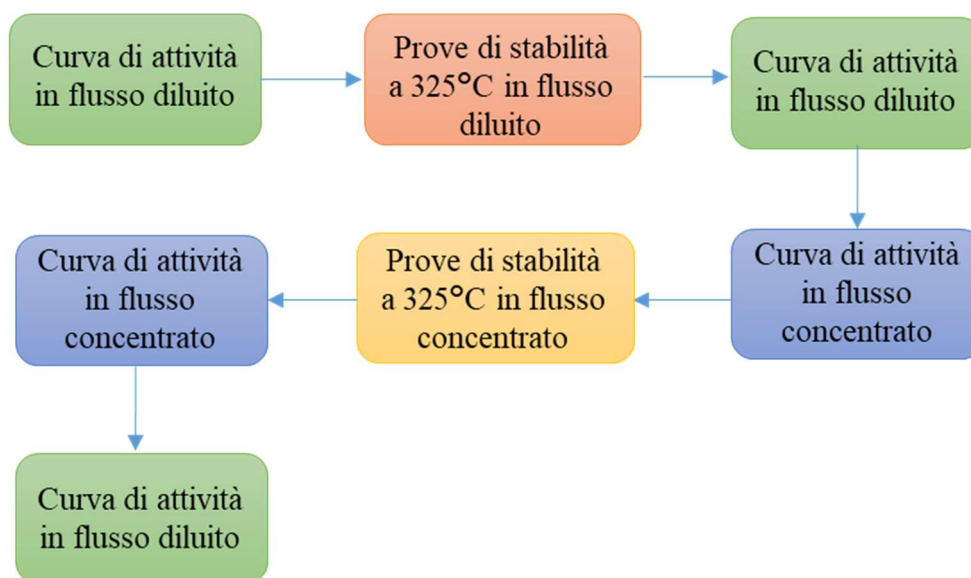 Curva di attività
in flusso diluito
Prove di stabilità
a 325°C in flusso
diluito
Curva di attività
in flusso diluito
Curva di attività
in flusso
concentrato
Prove di stabilità
a 325°C in flusso
concentrato
Curva di attività
in flusso
concentrato
Curva di attività
in flusso diluito